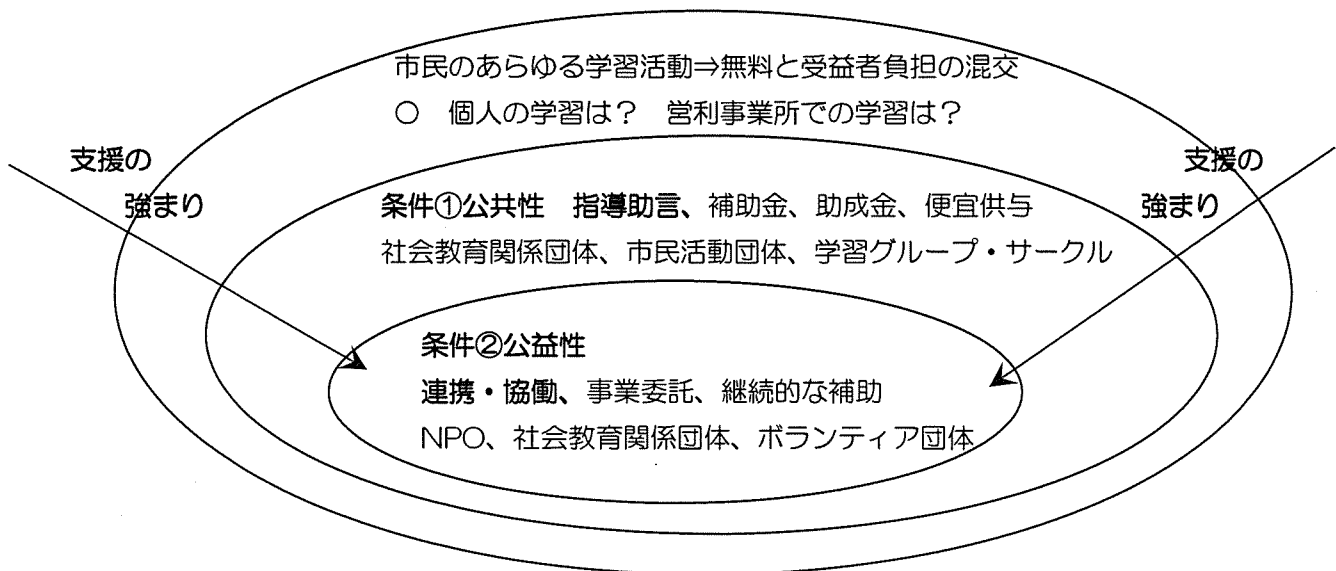 市民のあらゆる学習活動⇒無料と受益者負担の混交
○　個人の学習は？　営利事業所での学習は？
支援の
強まり
支援の
強まり
条件①公共性　指導助言、補助金、助成金、便宜供与
社会教育関係団体、市民活動団体、学習グループ・サークル
条件②公益性
連携・協働、事業委託、継続的な補助
NPO、社会教育関係団体、ボランティア団体